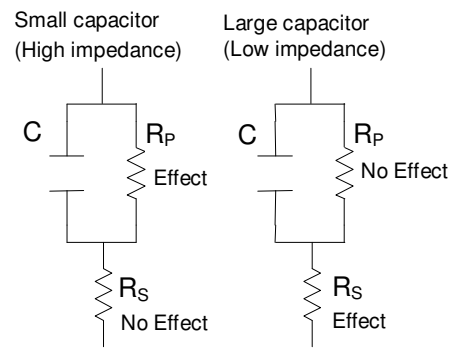 Small capacitor
(High impedance)
C
RP
Effect
RS
No Effect
Large capacitor
(Low impedance)
C
RP
No Effect
RS
Effect